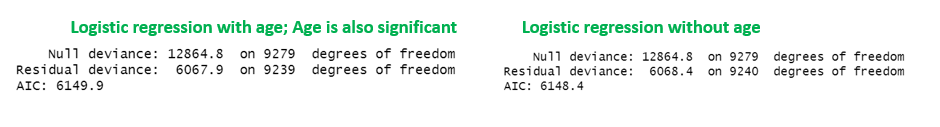 Logistic regression with age; Age is also significant
Null deviance: 12864.8 on 9279 degrees of freedom
Residual deviance: 6067.9 on 9239 degrees of freedom
AIC: 6149.9
Logistic regression without age
Null deviance: 12864.8 on 9279 degrees of freedom
Residual deviance: 6068.4 on 9240 degrees of freedom
AIC: 6148.4